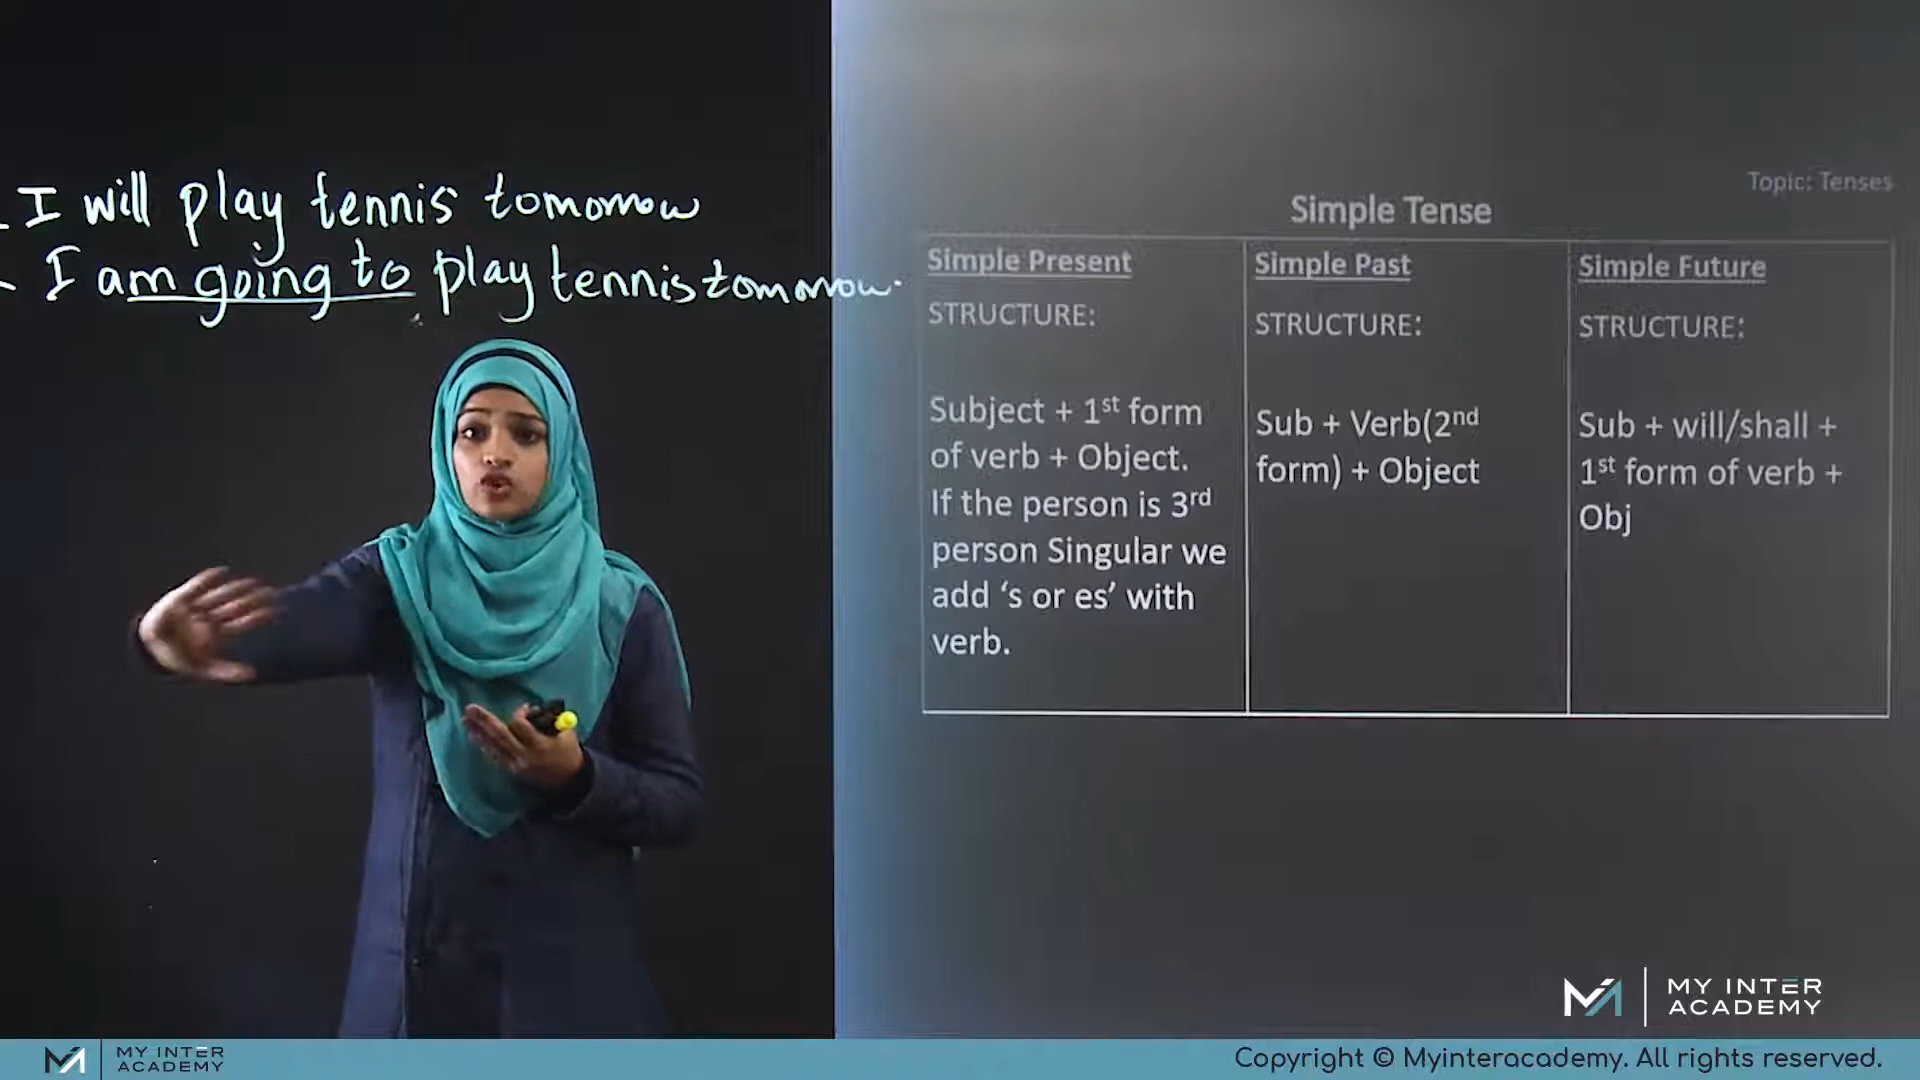 I will play tennis tomorrow
I am going to play tennis tomorrow.
Topic: Tenses
Simple Tense
Simple Present
STRUCTURE:
Subject + 1st form
of verb + Object.
If the person is 3rd
person Singular we
add ‘s or es’ with
verb.
Simple Past
STRUCTURE:
Sub + Verb(2nd
form) + Object
Simple Future
STRUCTURE:
Sub + will/shall +
1st form of verb +
Obj
MY INTER
ACADEMY
MY INTER
ACADEMY
Copyright © Myinteracademy. All rights reserved.